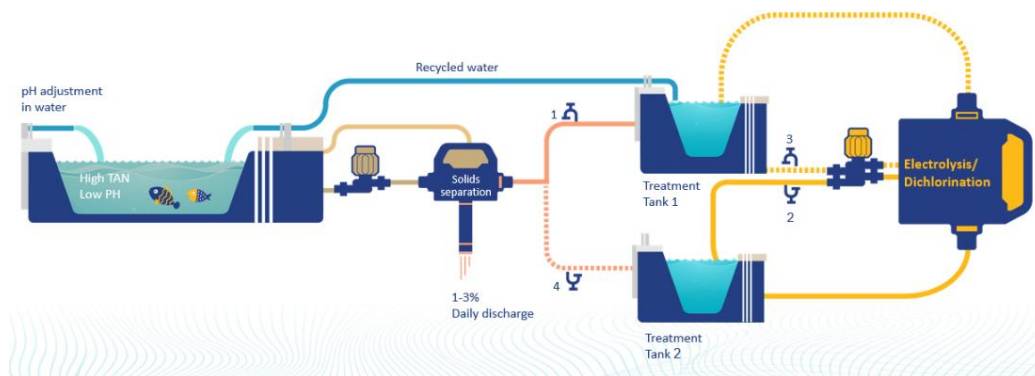 Recycled water
pH adjustment
in water
High TAN
Low PH
Solids
separation
1-3%
Daily discharge
1
4
Treatment
Tank 1
3
2
Electrolysis/
Dichlorination
Treatment
Tank 2